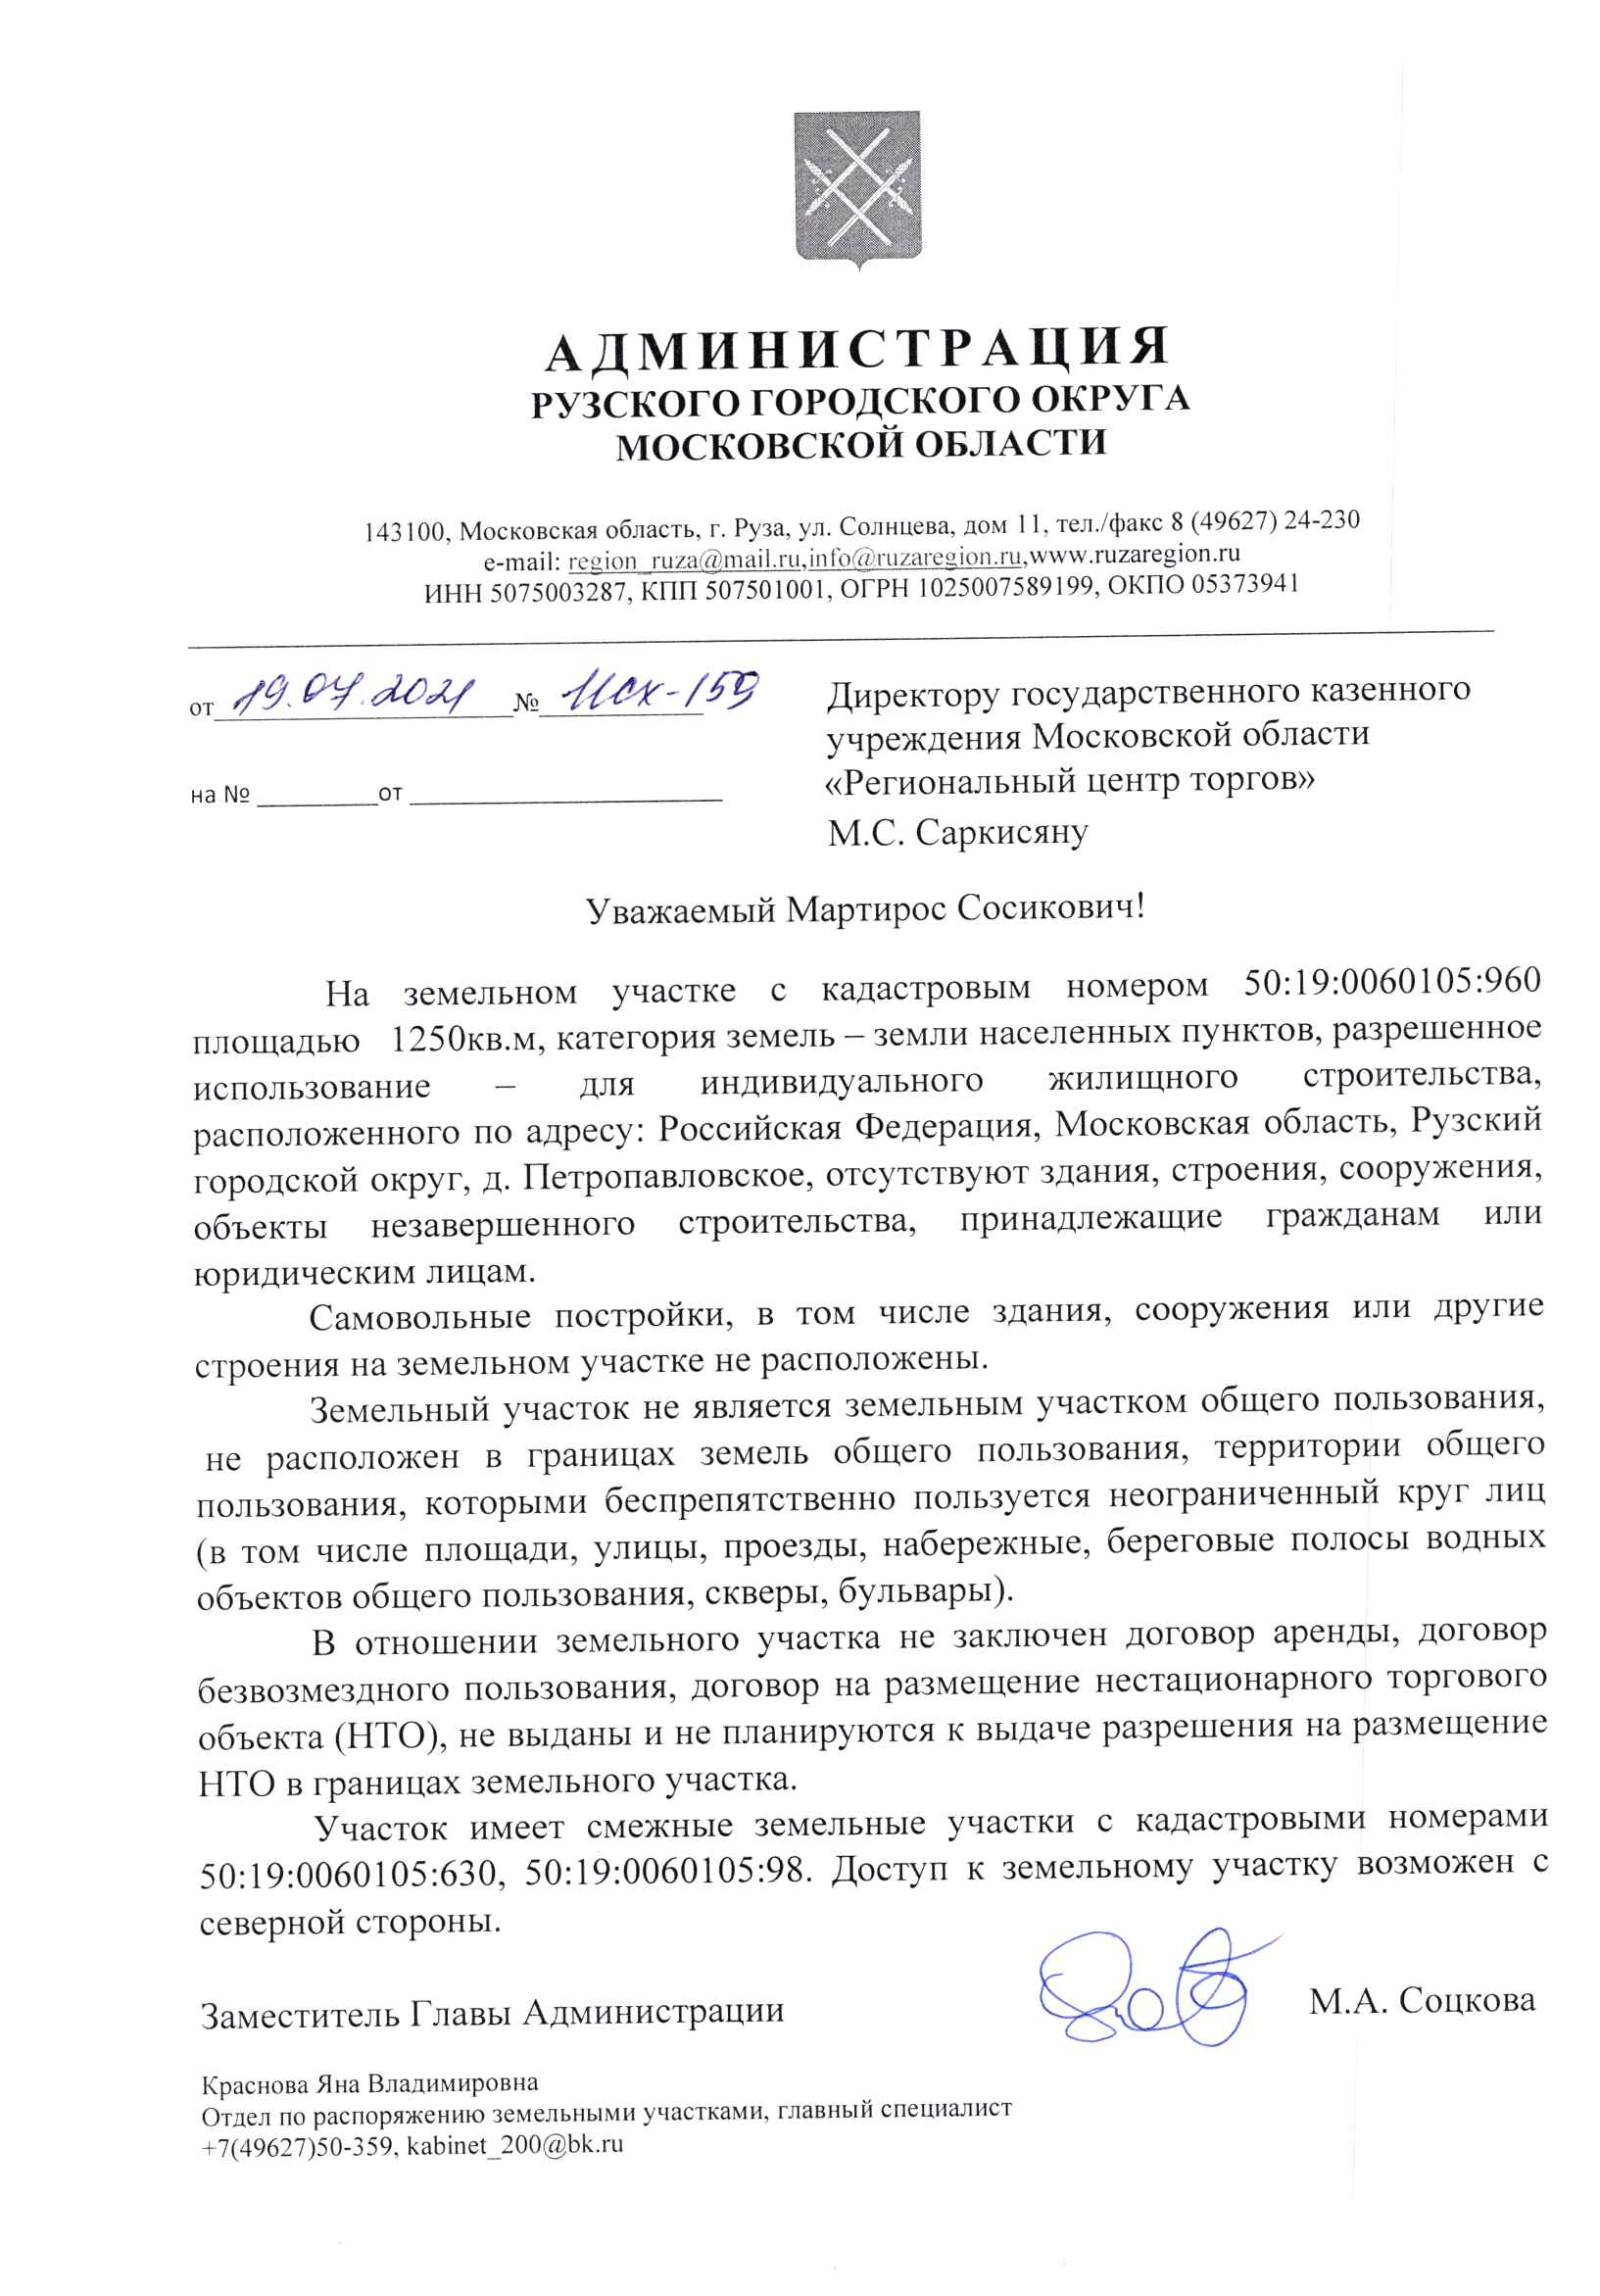 АДМИНИСТРАЦИЯ
РУЗСКОГО ГОРОДСКОГО ОКРУГА
МОСКОВСКОЙ ОБЛАСТИ
143100, Московская область, г. Руза, ул. Солнцева, дом 11, тел./факс 8 (49627) 24-230
e-mail: region_ruza@mail.ru,info@ruzaregion.ru,www.ruzaregion.ru
ИНН 5075003287, КПП 507501001, ОГРН 1025007589199, ОКПО 05373941
от 19.07.2021 № Исх-159
на № __________от __________
Директору государственного казенного
учреждения Московской области
«Региональный центр торгов»
М.С. Саркисяну
Уважаемый Мартирос Сосикович!
На земельном участке с кадастровым номером 50:19:0060105:960
площадью 1250кв.м, категория земель – земли населенных пунктов, разрешенное
использование – для индивидуального жилищного строительства,
расположенного по адресу: Российская Федерация, Московская область, Рузский
городской округ, д. Петропавловское, отсутствуют здания, строения, сооружения,
объекты незавершенного строительства, принадлежащие гражданам или
юридическим лицам.
Самовольные постройки, в том числе здания, сооружения или другие
строения на земельном участке не расположены.
Земельный участок не является земельным участком общего пользования,
не расположен в границах земель общего пользования, территории общего
пользования, которыми беспрепятственно пользуется неограниченный круг лиц
(в том числе площади, улицы, проезды, набережные, береговые полосы водных
объектов общего пользования, скверы, бульвары).
В отношении земельного участка не заключен договор аренды, договор
безвозмездного пользования, договор на размещение нестационарного торгового
объекта (НТО), не выданы и не планируются к выдаче разрешения на размещение
НТО в границах земельного участка.
Участок имеет смежные земельные участки с кадастровыми номерами
50:19:0060105:630, 50:19:0060105:98. Доступ к земельному участку возможен с
северной стороны.
Заместитель Главы Администрации
М.А. Соцкова
Краснова Яна Владимировна
Отдел по распоряжению земельными участками, главный специалист
+7(49627)50-359, kabinet_200@bk.ru